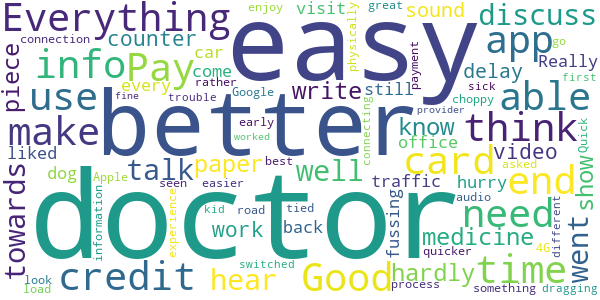 connection enjoy visit great sound discuss
Everything counter easy physically app Really go
piece info Pay car come rather Google write still delay first
use every trouble payment sick able
make fine early better choppy know think Quick
liked worked connecting office provider video
towards talk dog paper seen easier best well card asked end show
information Apple doctor traffic hurry audio need different went
experience kid road tied fussing quicker medicine 4G
work back hardly time
look load credit switched hear Good process something dragging